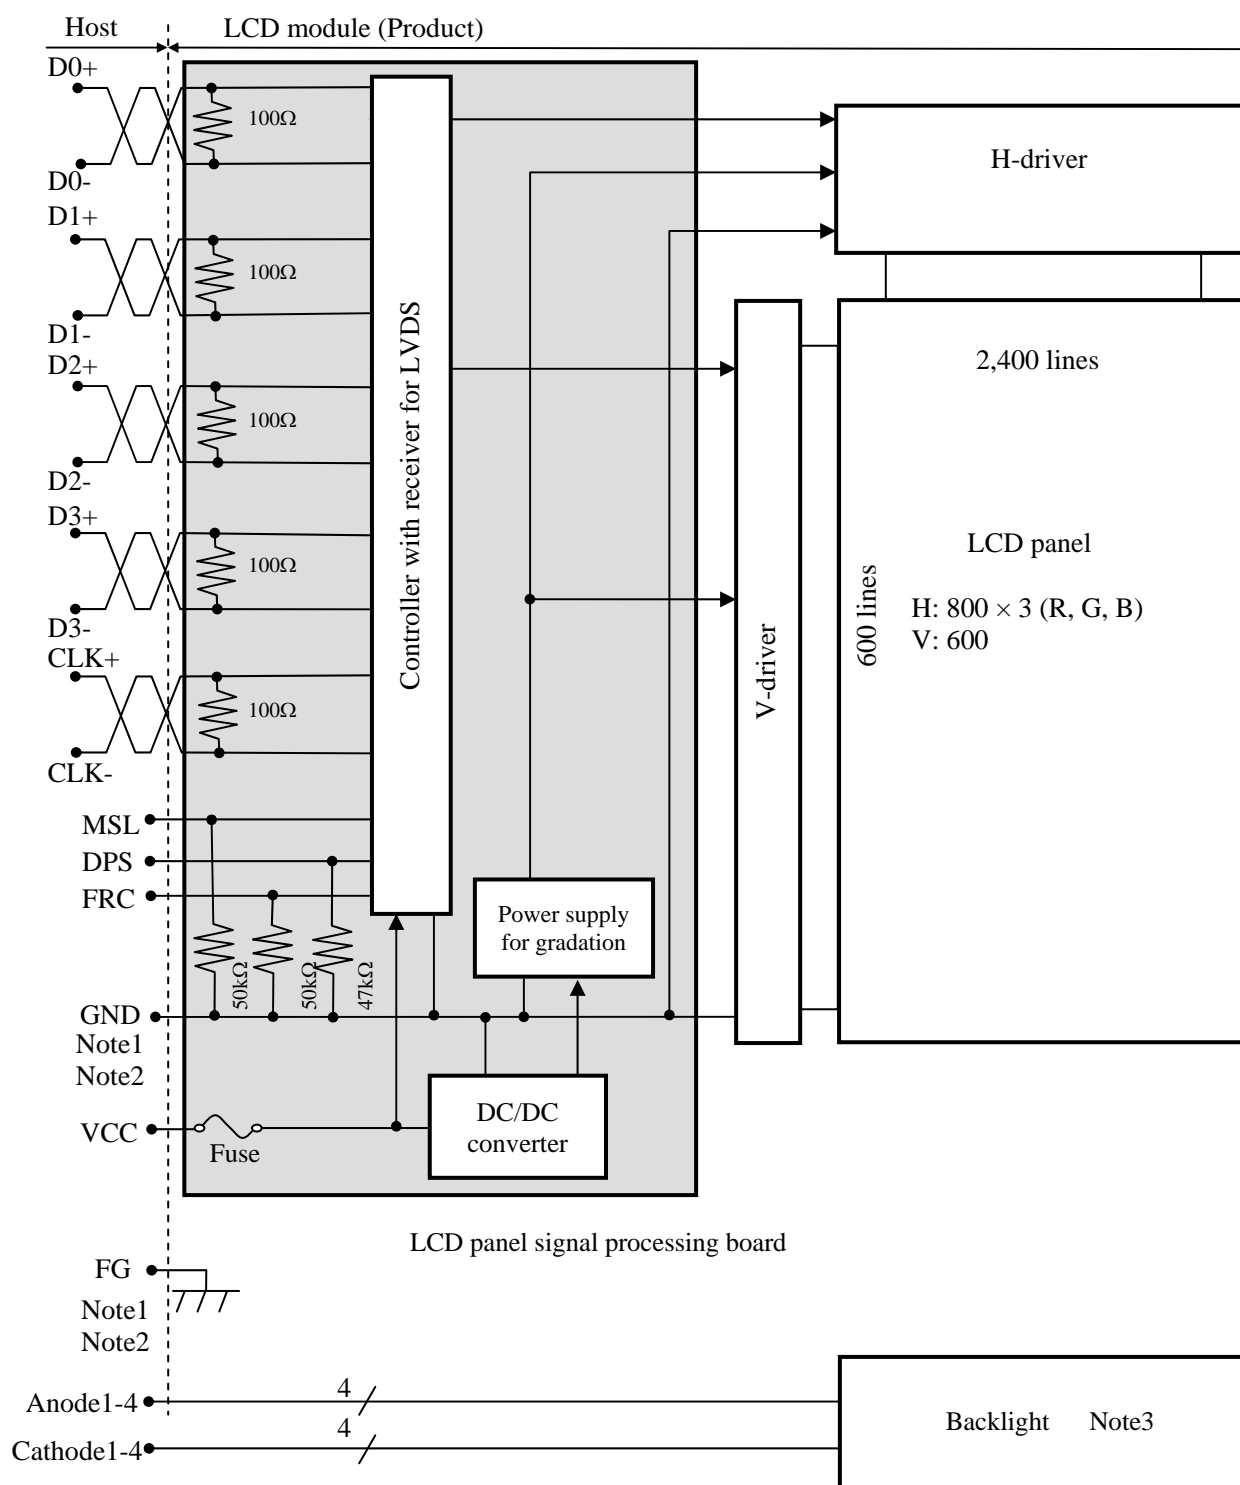 Host
LCD module (Product)
D0+
100Ω
D0-
H-driver
D1+
100Ω
D1-
D2+
100Ω
D2-
D3+
100Ω
D3-
CLK+
100Ω
CLK-
Controller with receiver for LVDS
V-driver
2,400 lines
600 lines
LCD panel
H: 800 × 3 (R, G, B)
V: 600
MSL
DPS
FRC
50kΩ
50kΩ
47kΩ
Power supply
for gradation
GND
Note1
Note2
VCC
Fuse
DC/DC
converter
LCD panel signal processing board
FG
Note1
Note2
Anode1-4
4
Cathode1-4
4
Backlight Note3